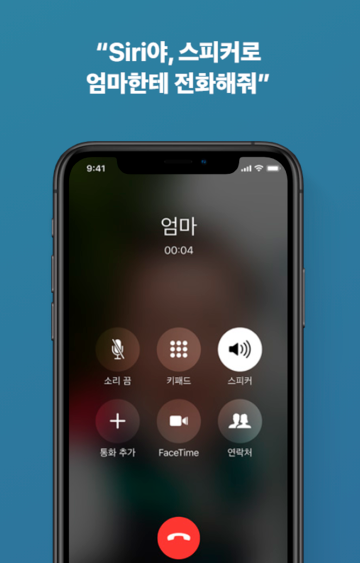 “Siri야, 스피커로
엄마한테 전화해줘”
9:41
엄마
00:04
소리 끔
키패드
스피커
통화 추가
FaceTime
연락처